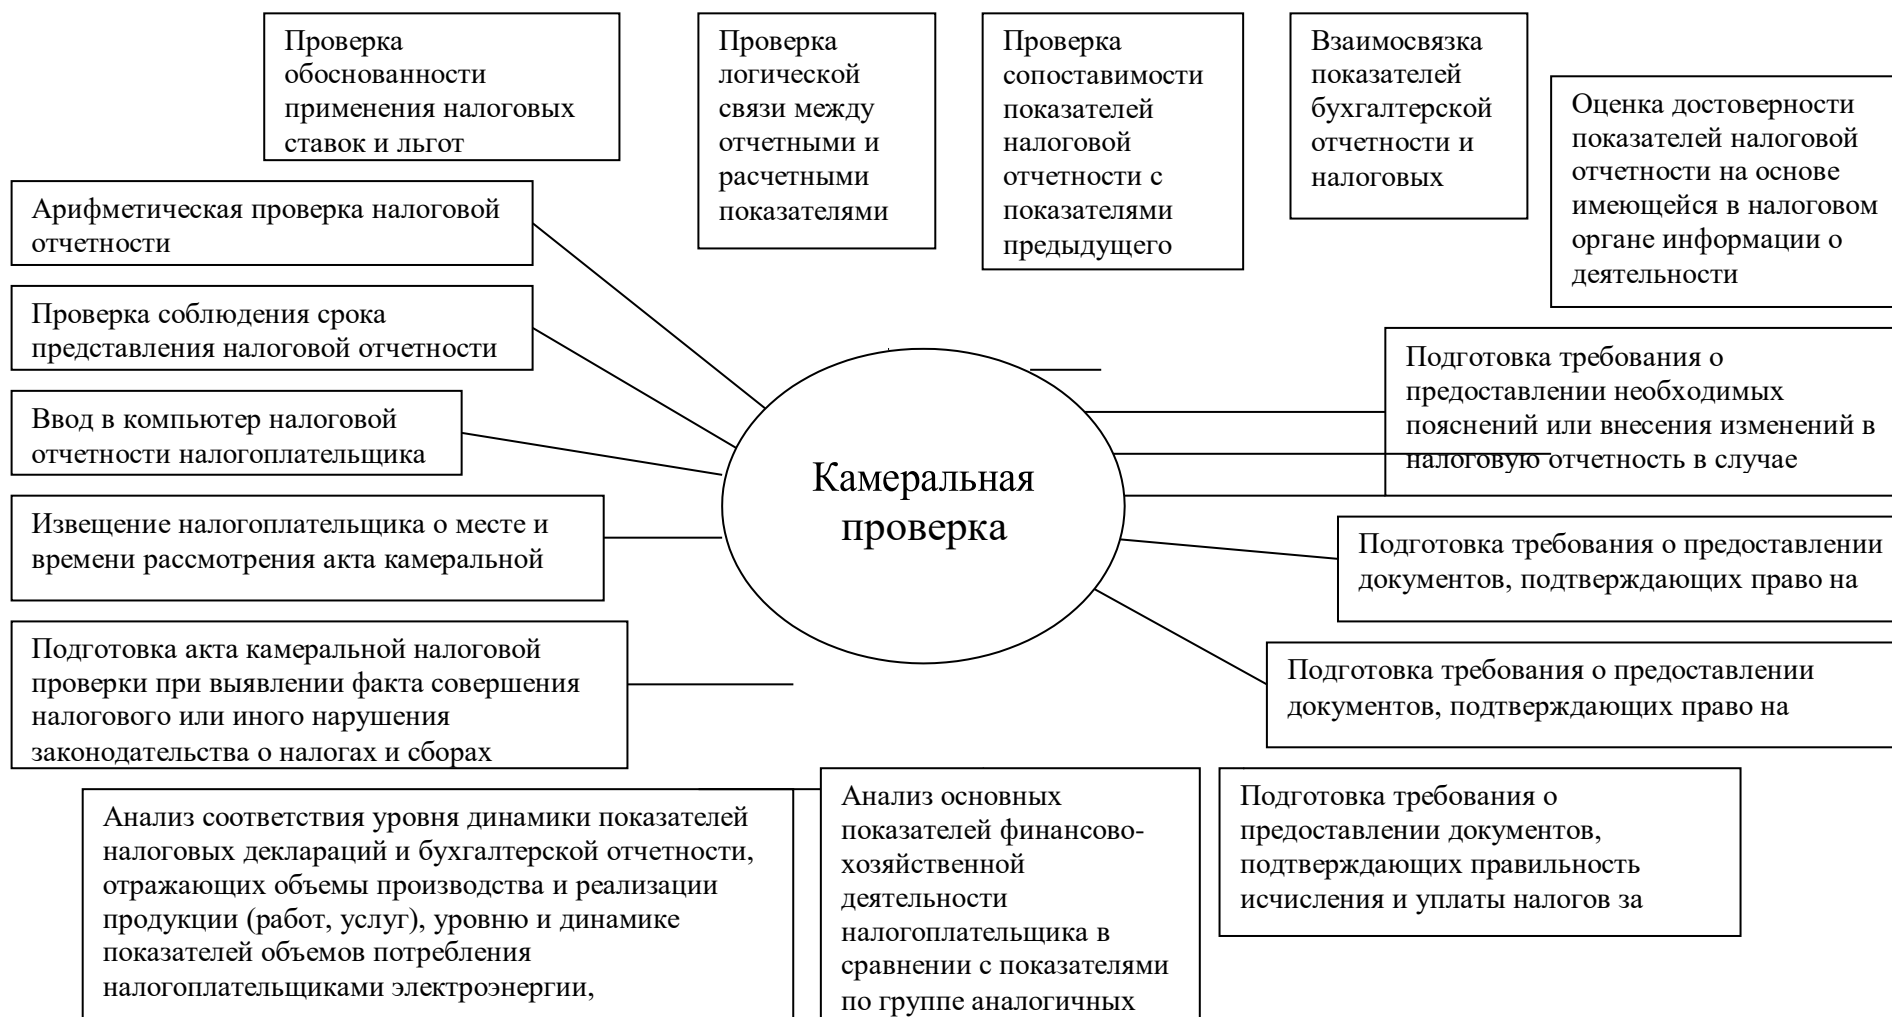 Проверка
обоснованности
применения налоговых
ставок и льгот
Проверка
логической
связи между
отчетными и
расчетными
показателями
Проверка
сопоставимости
показателей
налоговой
отчетности с
показателями
предыдущего
Взаимосвязка
показателей
бухгалтерской
отчетности и
налоговых
Оценка достоверности
показателей налоговой
отчетности на основе
имеющейся в налоговом
органе информации о
деятельности
Арифметическая проверка налоговой
отчетности
Проверка соблюдения срока
представления налоговой отчетности
Ввод в компьютер налоговой
отчетности налогоплательщика
Извещение налогоплательщика о месте и
времени рассмотрения акта камеральной
Подготовка акта камеральной налоговой
проверки при выявлении факта совершения
налогового или иного нарушения
законодательства о налогах и сборах
Камеральная
проверка
Подготовка требования о
предоставлении необходимых
пояснений или внесения изменений в
налоговую отчетность в случае
Подготовка требования о предоставлении
документов, подтверждающих право на
Подготовка требования о предоставлении
документов, подтверждающих право на
Анализ соответствия уровня динамики показателей
налоговых деклараций и бухгалтерской отчетности,
отражающих объемы производства и реализации
продукции (работ, услуг), уровню и динамике
показателей объемов потребления
налогоплательщиками электроэнергии,
Анализ основных
показателей финансово-
хозяйственной
деятельности
налогоплательщика в
сравнении с показателями
по группе аналогичных
Подготовка требования о
предоставлении документов,
подтверждающих правильность
исчисления и уплаты налогов за